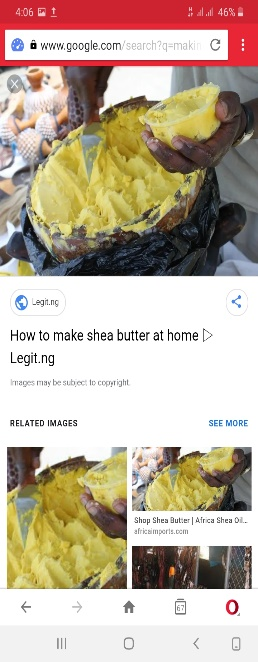 4:06
46%
www.google.com/search?q=makin
Legit.ng
How to make shea butter at home ▷
Legit.ng
Images may be subject to copyright.
RELATED IMAGES
SEE MORE
Shop Shea Butter | Africa Shea Oil...
africaimports.com
67